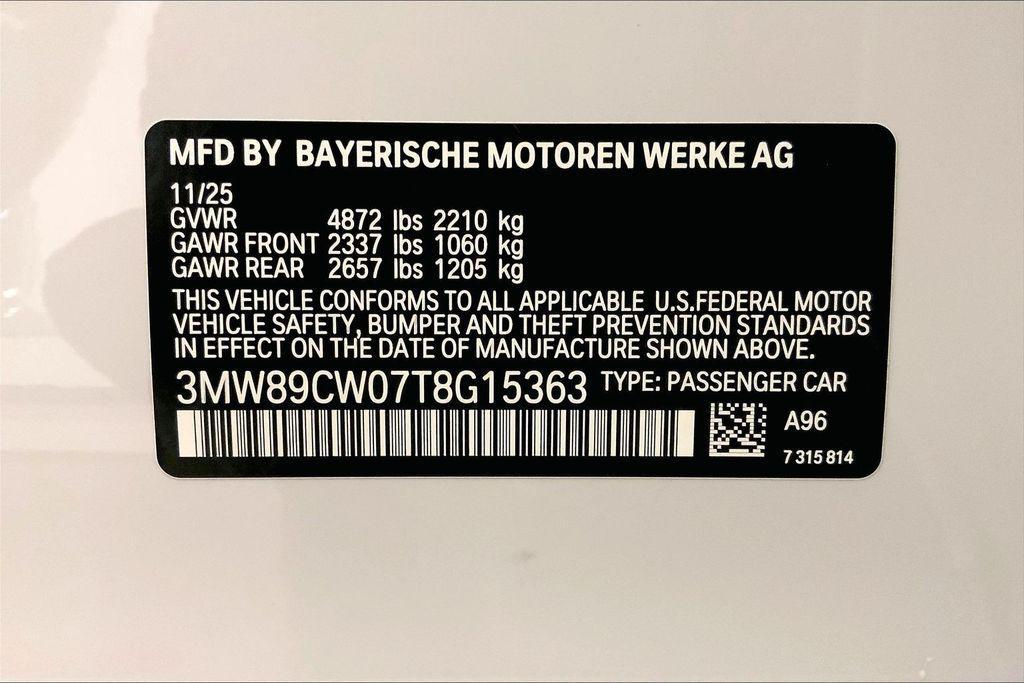 MFD BY BAYERISCHE MOTOREN WERKE AG
11/25
GVWR 4872 lbs 2210 kg
GAWR FRONT 2337 lbs 1060 kg
GAWR REAR 2657 lbs 1205 kg
THIS VEHICLE CONFORMS TO ALL APPLICABLE U.S.FEDERAL MOTOR
VEHICLE SAFETY, BUMPER AND THEFT PREVENTION STANDARDS
IN EFFECT ON THE DATE OF MANUFACTURE SHOWN ABOVE.
3MW89CW07T8G15363 TYPE: PASSENGER CAR
A96
7 315 814